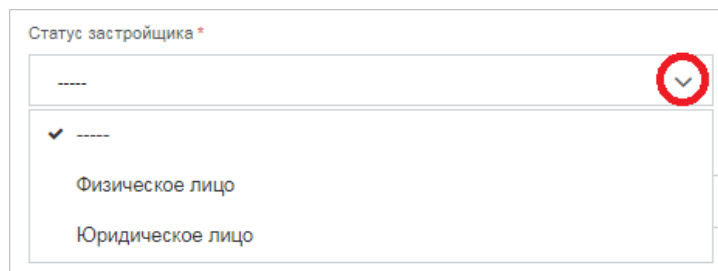 Статус застройщика *
-----
-----
Физическое лицо
Юридическое лицо